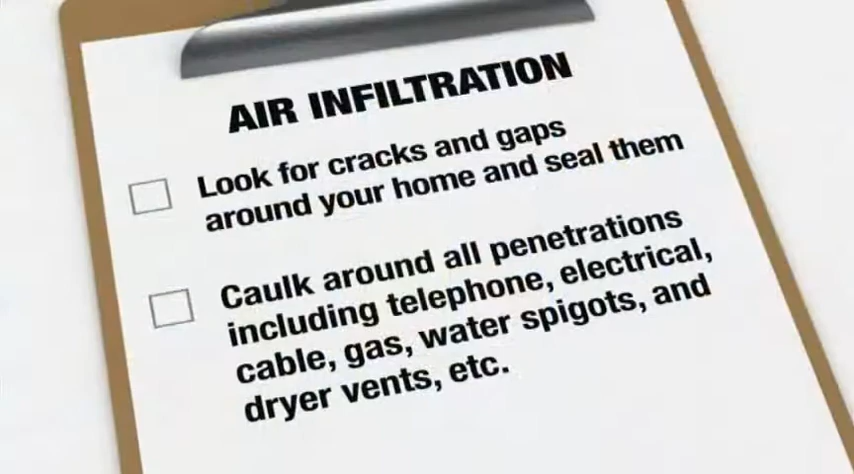 AIR INFILTRATION
Look for cracks and gaps
around your home and seal them
Caulk around all penetrations
including telephone, electrical,
cable, gas, water spigots, and
dryer vents, etc.